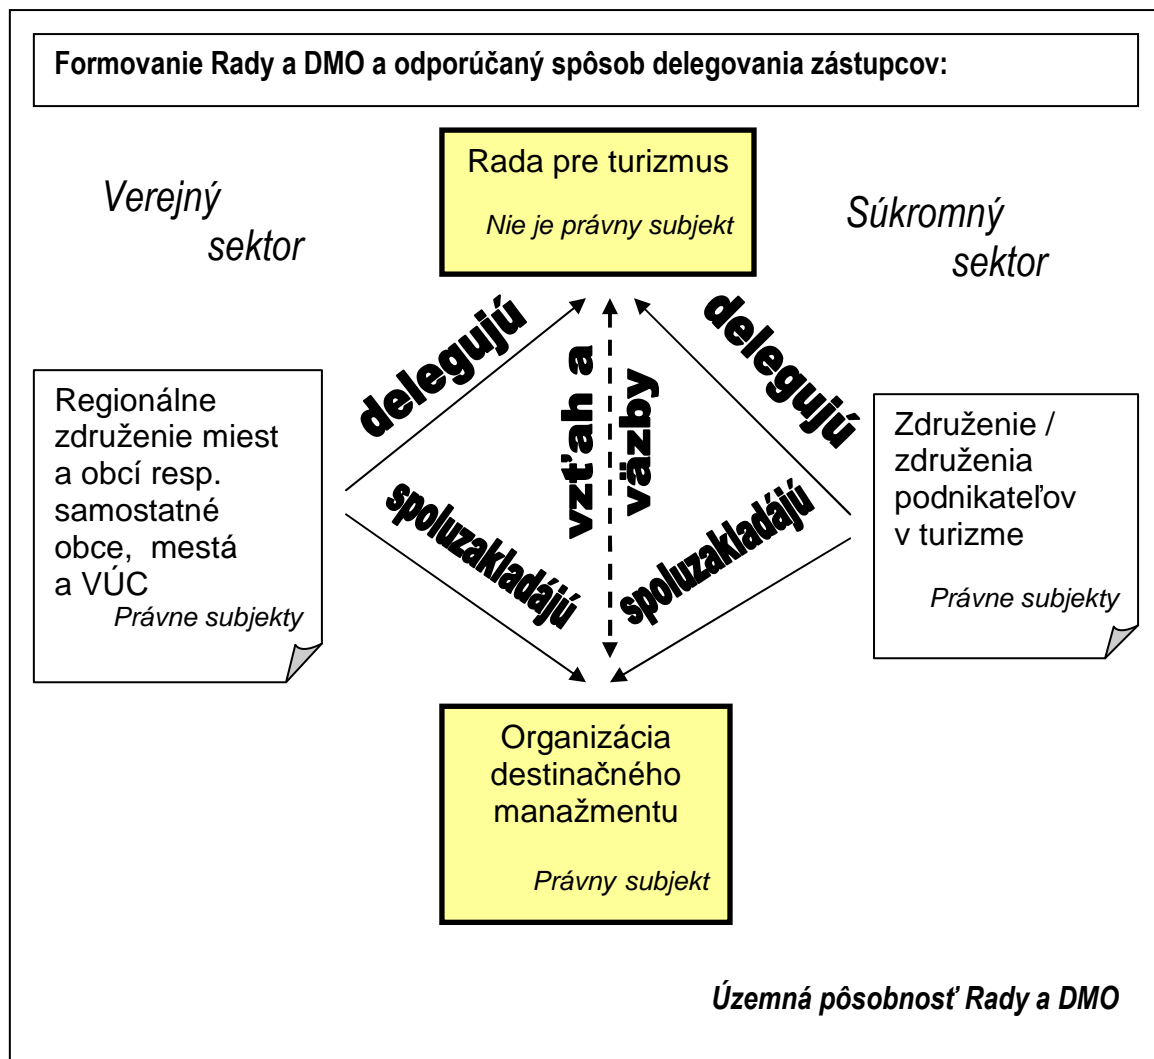 Formovanie Rady a DMO a odporúčaný spôsob delegovania zástupcov:
Rada pre turizmus
Nie je právny subjekt
Verejný
sektor
Súkromný
sektor
delegujú
delegujú
vzťah a
väzby
Regionálne
združenie miest
a obcí resp.
samostatné
obce, mestá
a VÚC
Právne subjekty
Združenie /
združenia
podnikateľov
v turizme
Právne subjekty
spoluzakladájú
spoluzakladájú
Organizácia
destinačného
manažmentu
Právny subjekt
Územná pôsobnosť Rady a DMO